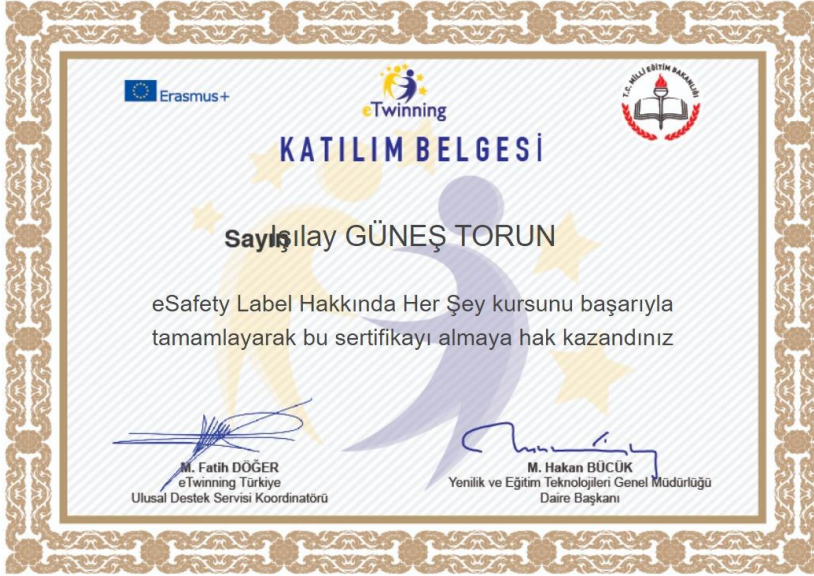 Erasmus+
eTwinning
T.C. MİLLİ EĞİTİM BAKANLIĞI
KATILIM BELGESİ
Sayın Işılay GÜNEŞ TORUN
eSafety Label Hakkında Her Şey kursunu başarıyla
tamamlayarak bu sertifikayı almaya hak kazandınız
M. Fatih DÖĞER
eTwinning Türkiye
Ulusal Destek Servisi Koordinatörü
M. Hakan BÜCÜK
Yenilik ve Eğitim Teknolojileri Genel Müdürlüğü
Daire Başkanı